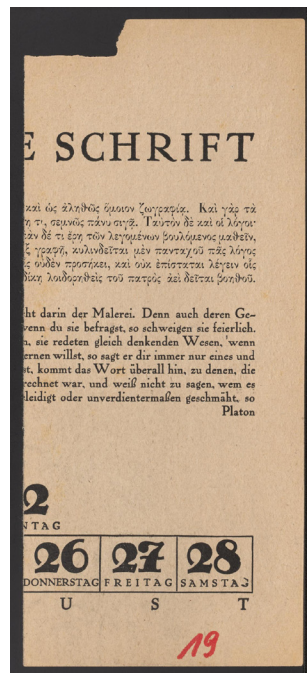 E SCHRIFT
καὶ ὡς ἀληθῶς ὅμοιον ζωγραφίᾳ. Καὶ γὰρ τὰ
τι, σεμνῶς πάνυ σιγᾷ. Ταὐτὸν δὲ καὶ οἱ λόγοι·
ὰν δέ τι ἔρῃ τῶν λεγομένων βουλόμενος μαθεῖν,
γραφῇ, κυλινδεῖται μὲν πανταχοῦ πᾶς λόγος
οὐδὲν προσήκει, καὶ οὐκ ἐπίσταται λέγειν οἷς
δίκῃ λοιδορηθεὶς τοῦ πατρὸς ἀεὶ δεῖται βοηθοῦ.
ht darin der Malerei. Denn auch deren Ge-
venn du sie befragst, so schweigen sie feierlich.
n, sie redeten gleich denkenden Wesen, wenn
ernen willst, so sagt er dir immer nur eines und
st, kommt das Wort überall hin, zu denen, die
rechnet war, und weiß nicht zu sagen, wem es
leidigt oder unverdientermaßen geschmäht, so
Platon
2
NTAG
26 27 28
DONNERSTAG FREITAG SAMSTAG
U S T
19